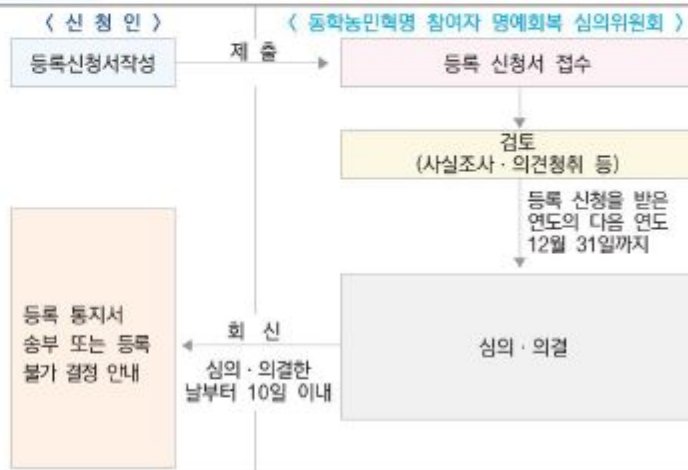 〈 신 청 인 〉
〈 동학농민혁명 참여자 명예회복 심의위원회 〉
등록신청서작성
제 출
등록 신청서 접수
검토
(사실조사 · 의견청취 등)
등록 신청을 받은
연도의 다음 연도
12월 31일까지
심의 · 의결
회 신
심의 · 의결한
날부터 10일 이내
등록 통지서
송부 또는 등록
불가 결정 안내